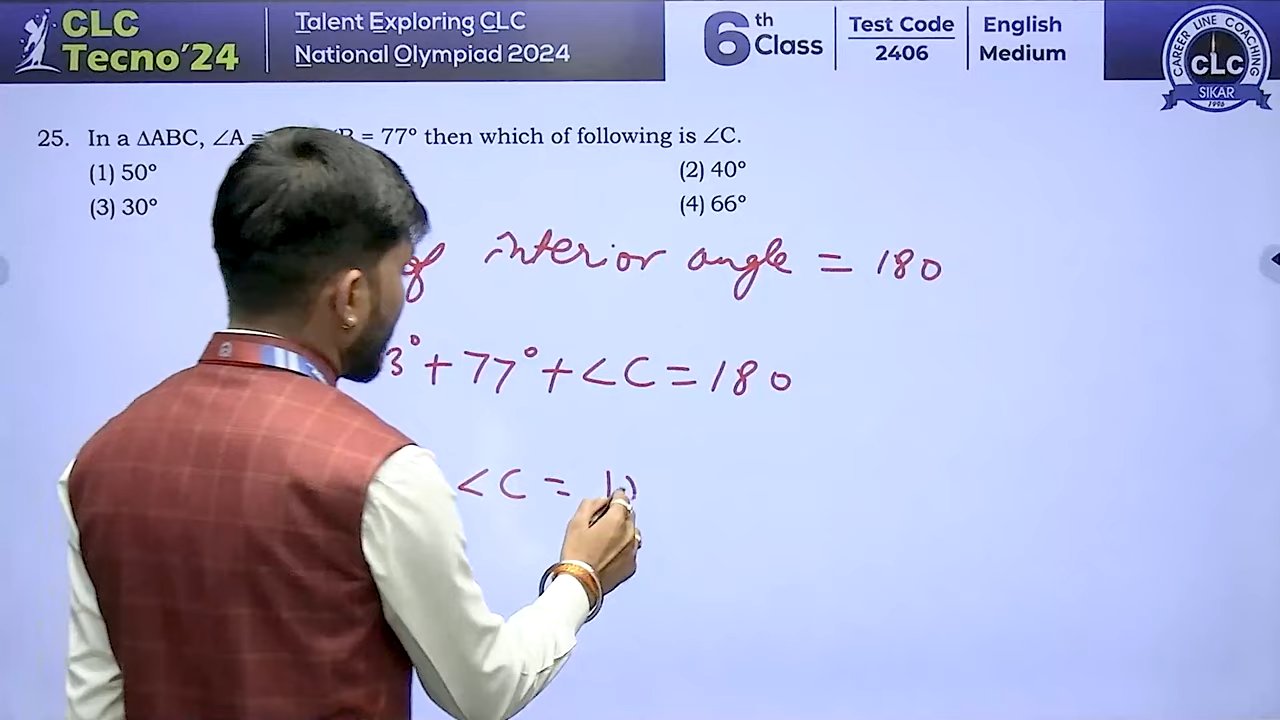 CLC
Tecno'24
Talent Exploring CLC
National Olympiad 2024
6th Class
Test Code
2406
English
Medium
CAREER LINE COACHING
CLC
SIKAR
1996
25. In a ΔABC, ∠A = = 77° then which of following is ∠C.
(1) 50° (2) 40°
(3) 30° (4) 66°
of interior angle = 180
3° + 77° + ∠C = 180
∠C =